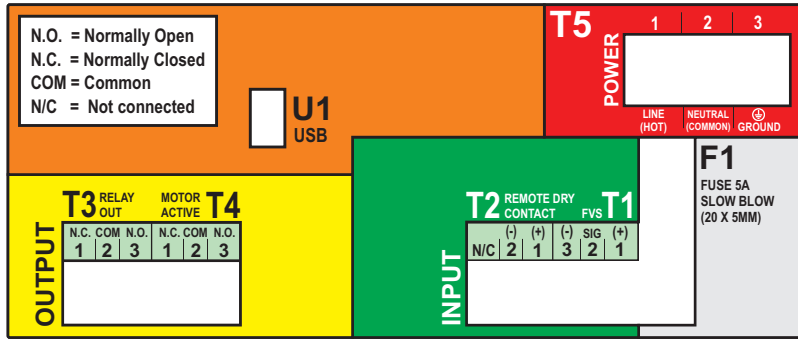 N.O. = Normally Open
N.C. = Normally Closed
COM = Common
N/C = Not connected
U1
USB
T5
POWER
1 2 3
LINE (HOT)
NEUTRAL (COMMON)
GROUND
F1
FUSE 5A
SLOW BLOW
(20 X 5MM)
OUTPUT
T3 RELAY OUT
MOTOR ACTIVE T4
N.C. COM N.O. N.C. COM N.O.
1 2 3 1 2 3
INPUT
T2 REMOTE DRY CONTACT
FVS T1
(-) (+) (-) SIG (+)
N/C 2 1 3 2 1